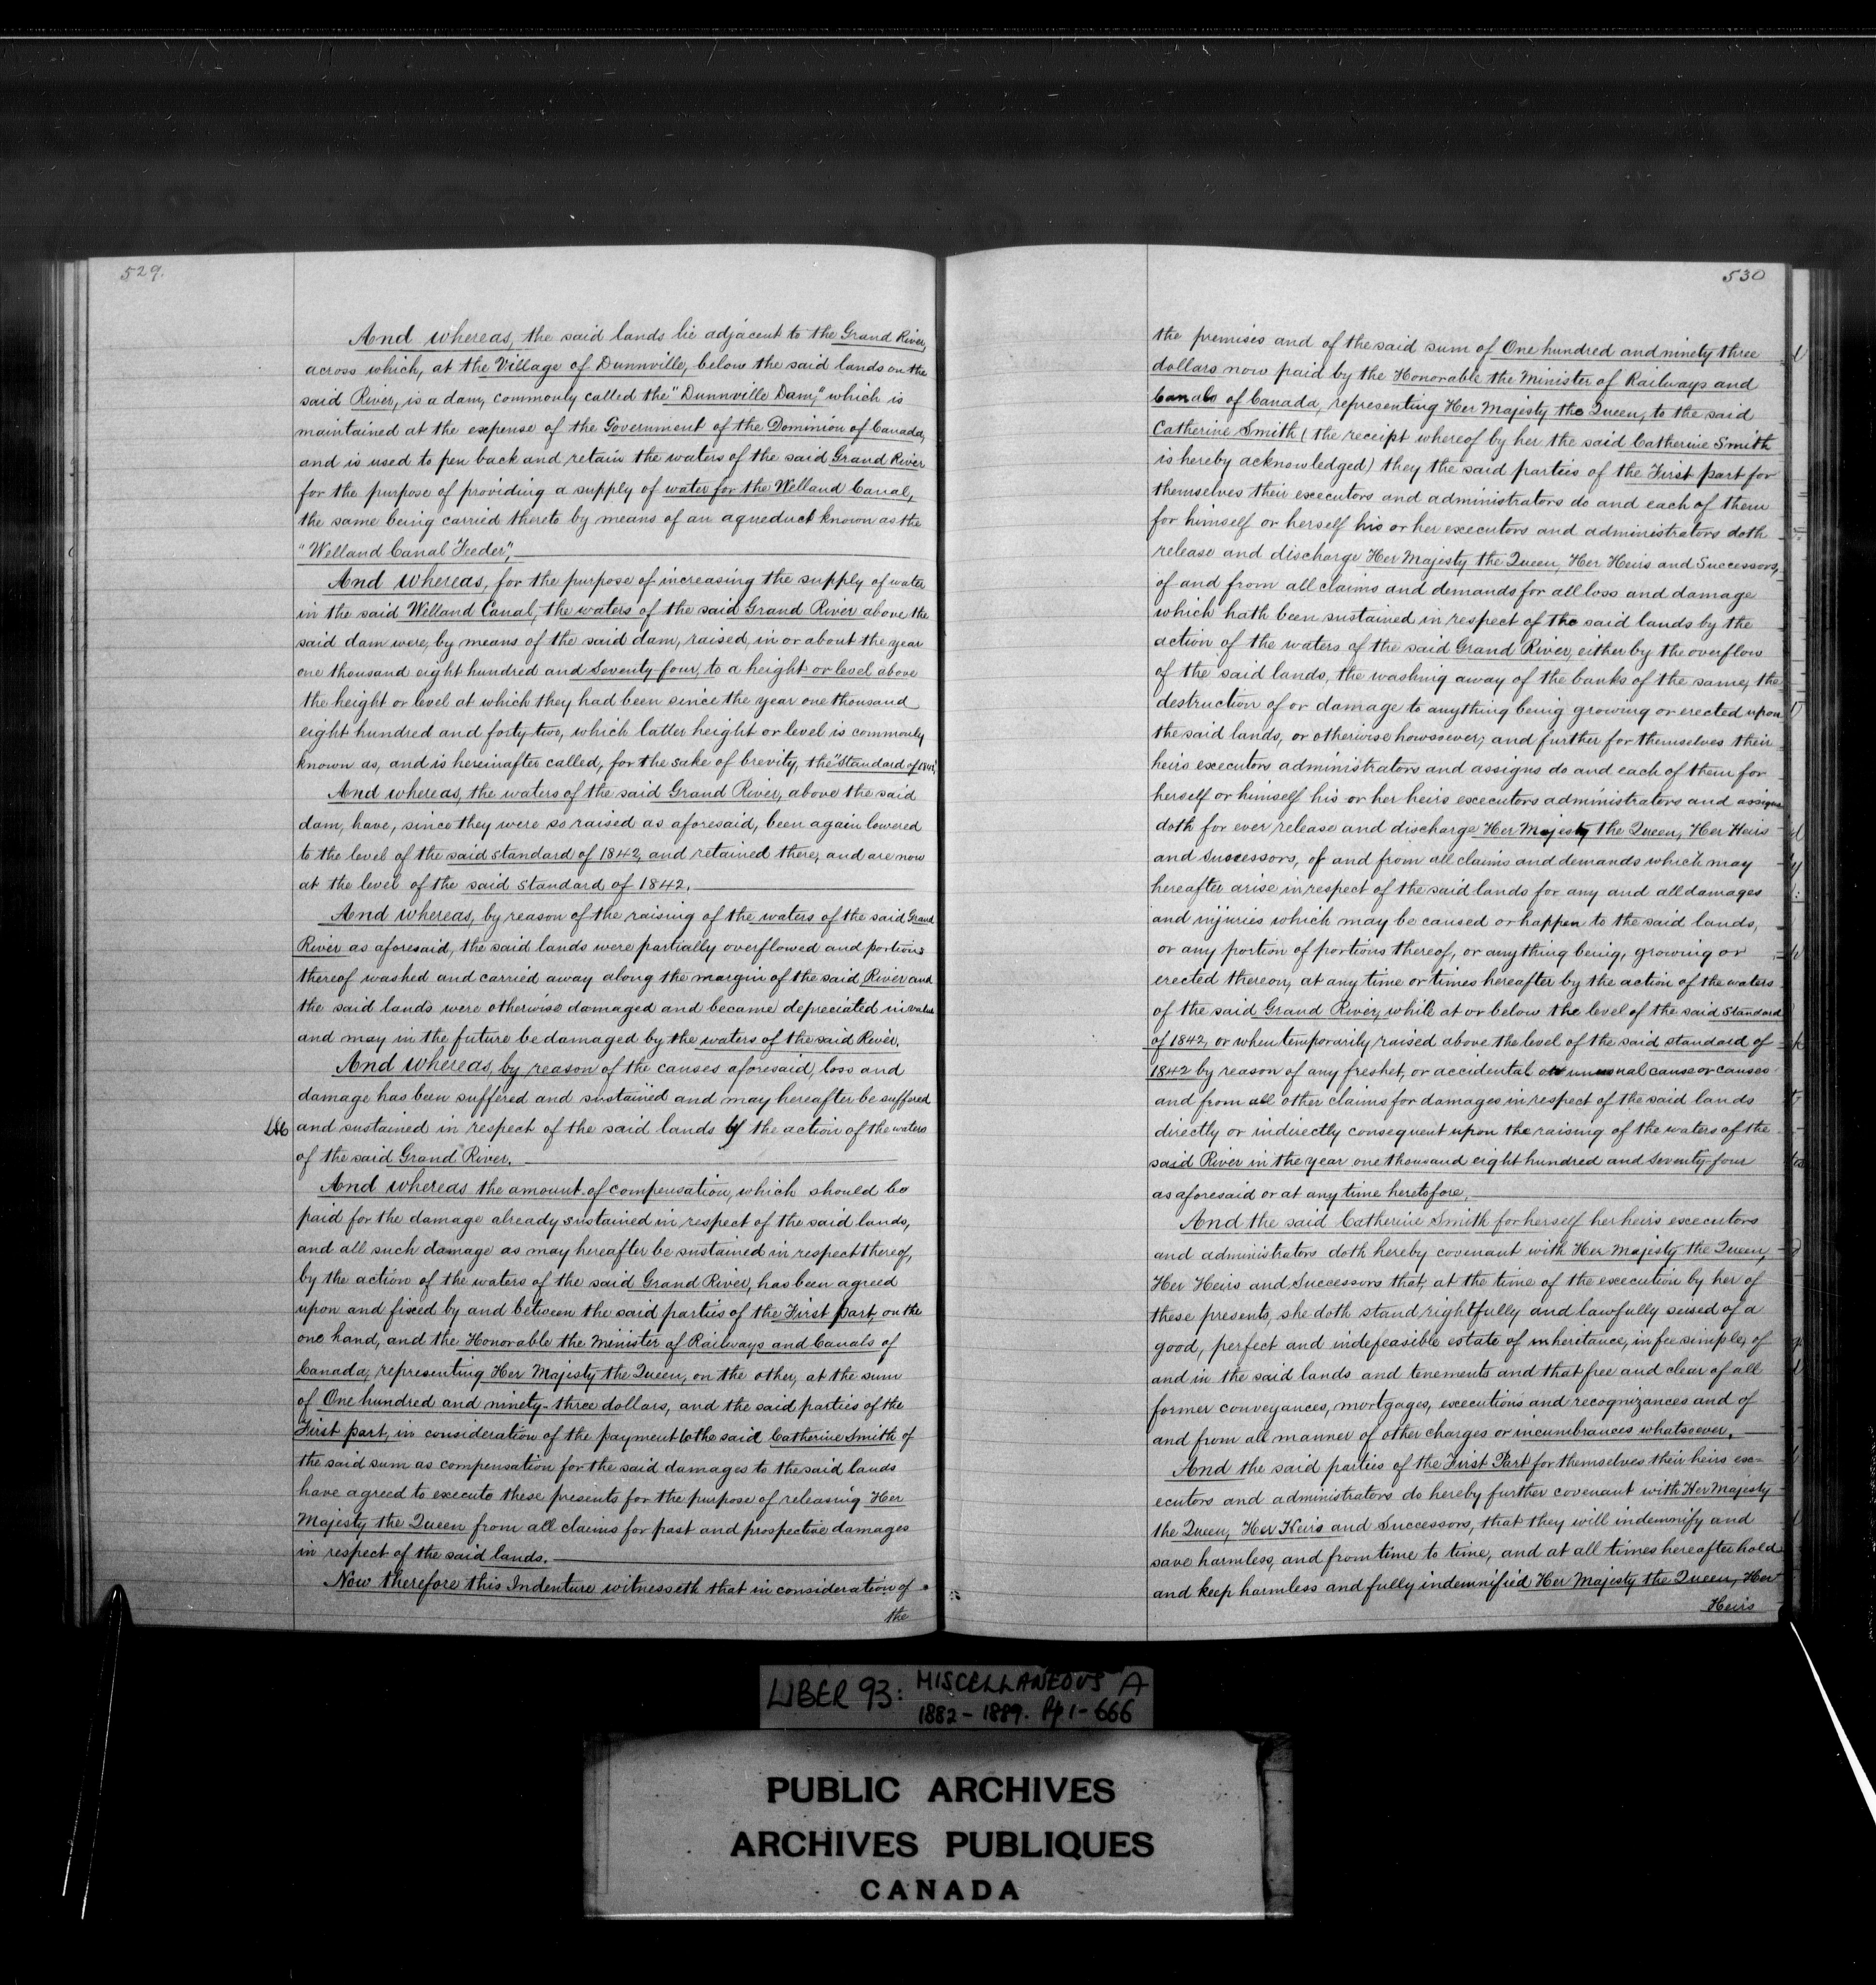 529.
And whereas, the said lands lie adjacent to the Grand River,
across which, at the Village of Dunnville, below the said lands on the
said River, is a dam, commonly called the "Dunnville Dam," which is
maintained at the expense of the Government of the Dominion of Canada,
and is used to pen back and retain the waters of the said Grand River
for the purpose of providing a supply of water for the Welland Canal,
the same being carried thereto by means of an aqueduct known as the
"Welland Canal Feeder",
And whereas, for the purpose of increasing the supply of water
in the said Welland Canal, the waters of the said Grand River above the
said dam were, by means of the said dam, raised, in or about the year
one thousand eight hundred and seventy four, to a height or level above
the height or level at which they had been since the year one thousand
eight hundred and forty two, which latter height or level is commonly
known as, and is hereinafter called, for the sake of brevity, the "Standard of 1842",
And whereas, the waters of the said Grand River, above the said
dam, have, since they were so raised as aforesaid, been again lowered
to the level of the said standard of 1842, and retained there, and are now
at the level of the said standard of 1842.
And whereas, by reason of the raising of the waters of the said Grand
River as aforesaid, the said lands were partially overflowed and portions
thereof washed and carried away along the margin of the said River and
the said lands were otherwise damaged and became depreciated in value
and may in the future be damaged by the waters of the said River.
And whereas, by reason of the causes aforesaid, loss and
damage has been suffered and sustained and may hereafter be suffered
and sustained in respect of the said lands by the action of the waters
of the said Grand River.
And whereas the amount of compensation, which should be
paid for the damage already sustained in respect of the said lands,
and all such damage as may hereafter be sustained in respect thereof,
by the action of the waters of the said Grand River, has been agreed
upon and fixed by and between the said parties of the First part, on the
one hand, and the Honorable the Minister of Railways and Canals of
Canada, representing Her Majesty the Queen, on the other, at the sum
of One hundred and ninety-three dollars, and the said parties of the
First part, in consideration of the payment to the said Catherine Smith of
the said sum as compensation for the said damages to the said lands
have agreed to execute these presents for the purpose of releasing Her
Majesty the Queen from all claims for past and prospective damages
in respect of the said lands.
Now therefore this Indenture witnesseth that in consideration of
the
530
the premises and of the said sum of One hundred and ninety three
dollars now paid by the Honorable the Minister of Railways and
Canals of Canada, representing Her Majesty the Queen, to the said
Catherine Smith (the receipt whereof by her the said Catherine Smith
is hereby acknowledged) they the said parties of the First part for
themselves their executors and administrators do and each of them
for himself or herself his or her executors and administrators doth
release and discharge Her Majesty the Queen, Her Heirs and Successors,
of and from all claims and demands for all loss and damage
which hath been sustained in respect of the said lands by the
action of the waters of the said Grand River, either by the overflow
of the said lands, the washing away of the banks of the same, the
destruction of or damage to anything being growing or erected upon
the said lands, or otherwise howsoever; and further for themselves their
heirs executors administrators and assigns do and each of them for
herself or himself his or her heirs executors administrators and assigns
doth for ever release and discharge Her Majesty the Queen, Her Heirs
and Successors, of and from all claims and demands which may
hereafter arise in respect of the said lands for any and all damages
and injuries which may be caused or happen to the said lands,
or any portion of portions thereof, or anything being, growing or
erected thereon, at any time or times hereafter by the action of the waters
of the said Grand River, while at or below the level of the said Standard
of 1842, or when temporarily raised above the level of the said standard of
1842 by reason of any freshet, or accidental or unusual cause or causes
and from all other claims for damages in respect of the said lands
directly or indirectly consequent upon the raising of the waters of the
said River in the year one thousand eight hundred and seventy four
as aforesaid or at any time heretofore.
And the said Catherine Smith for herself her heirs executors
and administrators doth hereby covenant with Her Majesty the Queen,
Her Heirs and Successors that, at the time of the execution by her of
these presents, she doth stand rightfully and lawfully seised of a
good, perfect and indefeasible estate of inheritance, in fee simple, of
and in the said lands and tenements and that free and clear of all
former conveyances, mortgages, executions and recognizances and of
and from all manner of other charges or incumbrances whatsoever.
And the said parties of the First Part for themselves their heirs ex=
ecutors and administrators do hereby further covenant with Her Majesty
the Queen, Her Heirs and Successors, that they will indemnify and
save harmless, and from time to time, and at all times hereafter hold
and keep harmless and fully indemnified Her Majesty the Queen, Her
Heirs
LIBER 93: MISCELLANEOUS A
1882-1889. Pp 1-666
PUBLIC ARCHIVES
ARCHIVES PUBLIQUES
CANADA